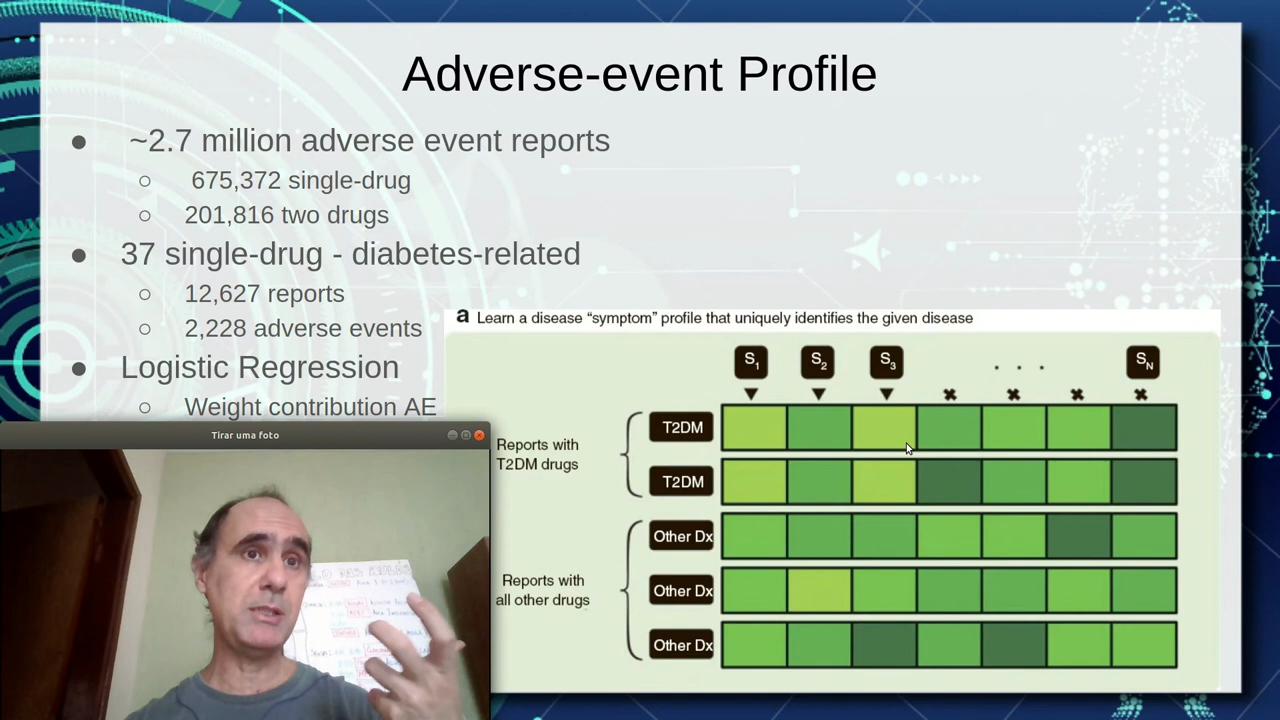 Adverse-event Profile
● ~2.7 million adverse event reports
○ 675,372 single-drug
○ 201,816 two drugs
● 37 single-drug - diabetes-related
○ 12,627 reports
○ 2,228 adverse events
● Logistic Regression
○ Weight contribution AE
a Learn a disease “symptom” profile that uniquely identifies the given disease
S1 S2 S3 . . . SN
Reports with
T2DM drugs
T2DM
T2DM
Reports with
all other drugs
Other Dx
Other Dx
Other Dx
Tirar uma foto